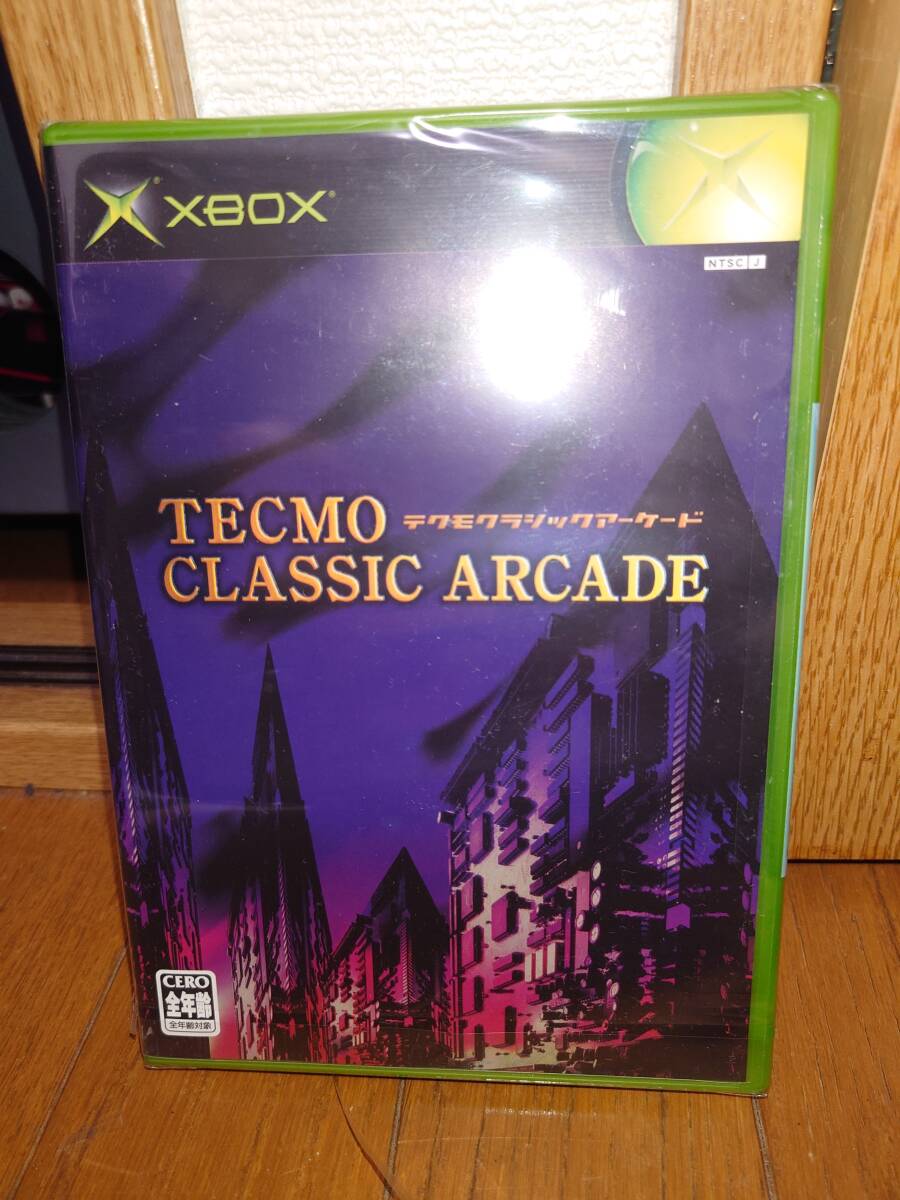 XBOX
NTSC J
TECMO テクモクラシックアーケード
CLASSIC ARCADE
CERO
全年齢
全年齢対象